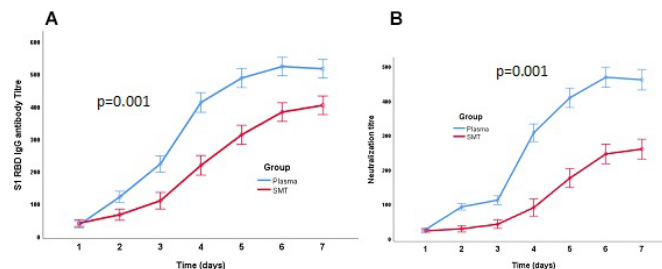 A
S1 RBD IgG antibody Titre
600
500
400
300
200
100
0
p=0.001
Group
Plasma
SMT
1 2 3 4 5 6 7
Time (days)
B
Neutralization titre
500
400
300
200
100
0
p=0.001
Group
Plasma
SMT
1 2 3 4 5 6 7
Time (days)